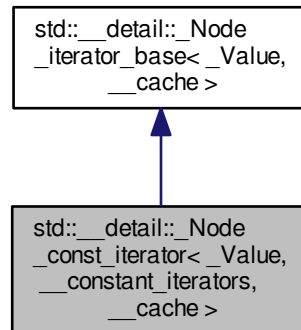 std::__detail::_Node
_iterator_base< _Value,
__cache >
std::__detail::_Node
_const_iterator< _Value,
__constant_iterators,
__cache >